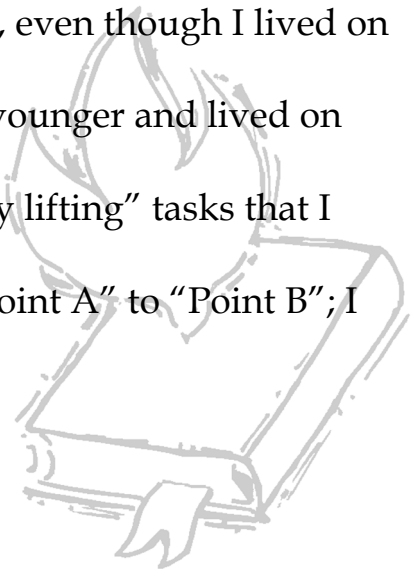 , even though I lived on
younger and lived on
y lifting” tasks that I
oint A” to “Point B”; I